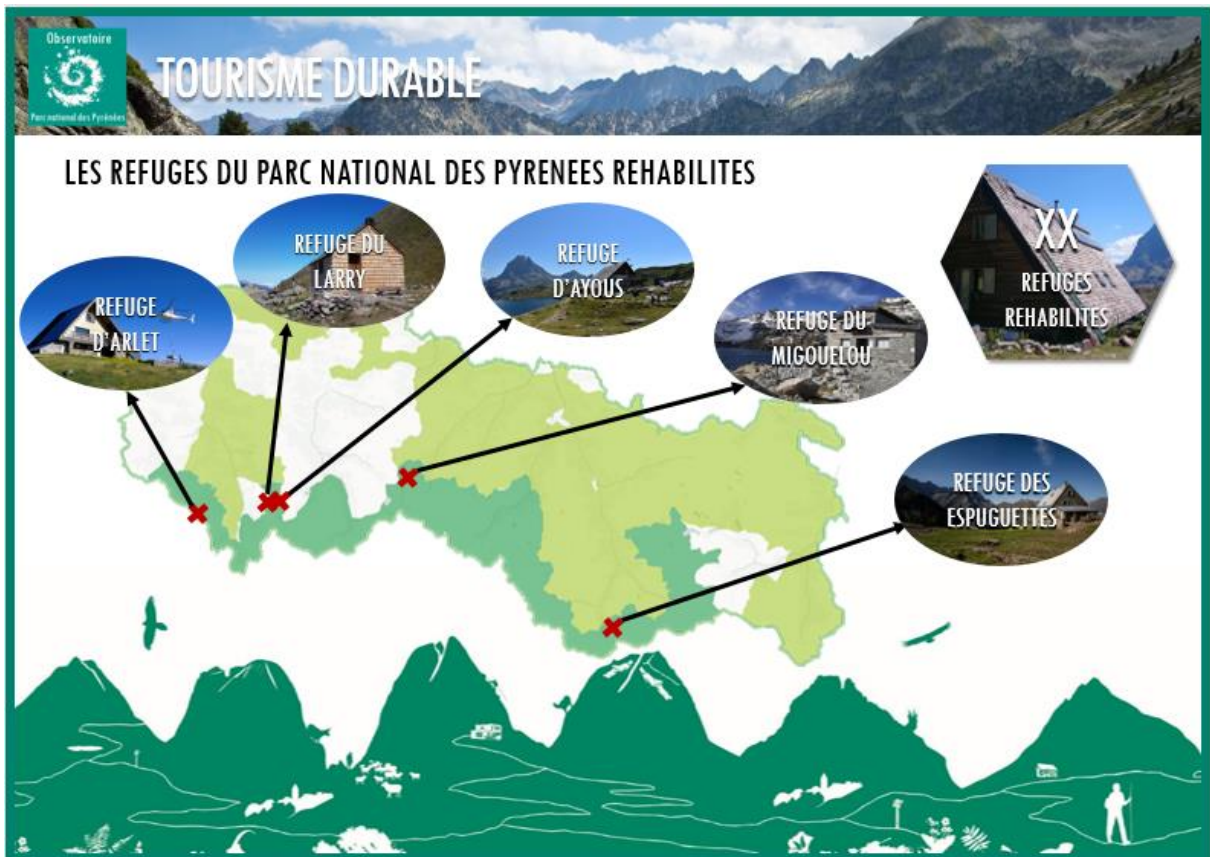 Observatoire
Parc national des Pyrénées
TOURISME DURABLE
LES REFUGES DU PARC NATIONAL DES PYRENEES REHABILITES
REFUGE
D'ARLET
REFUGE DU
LARRY
REFUGE
D'AYOUS
REFUGE DU
MIGOUELOU
XX
REFUGES
REHABILITES
REFUGE DES
ESPUGUETTES